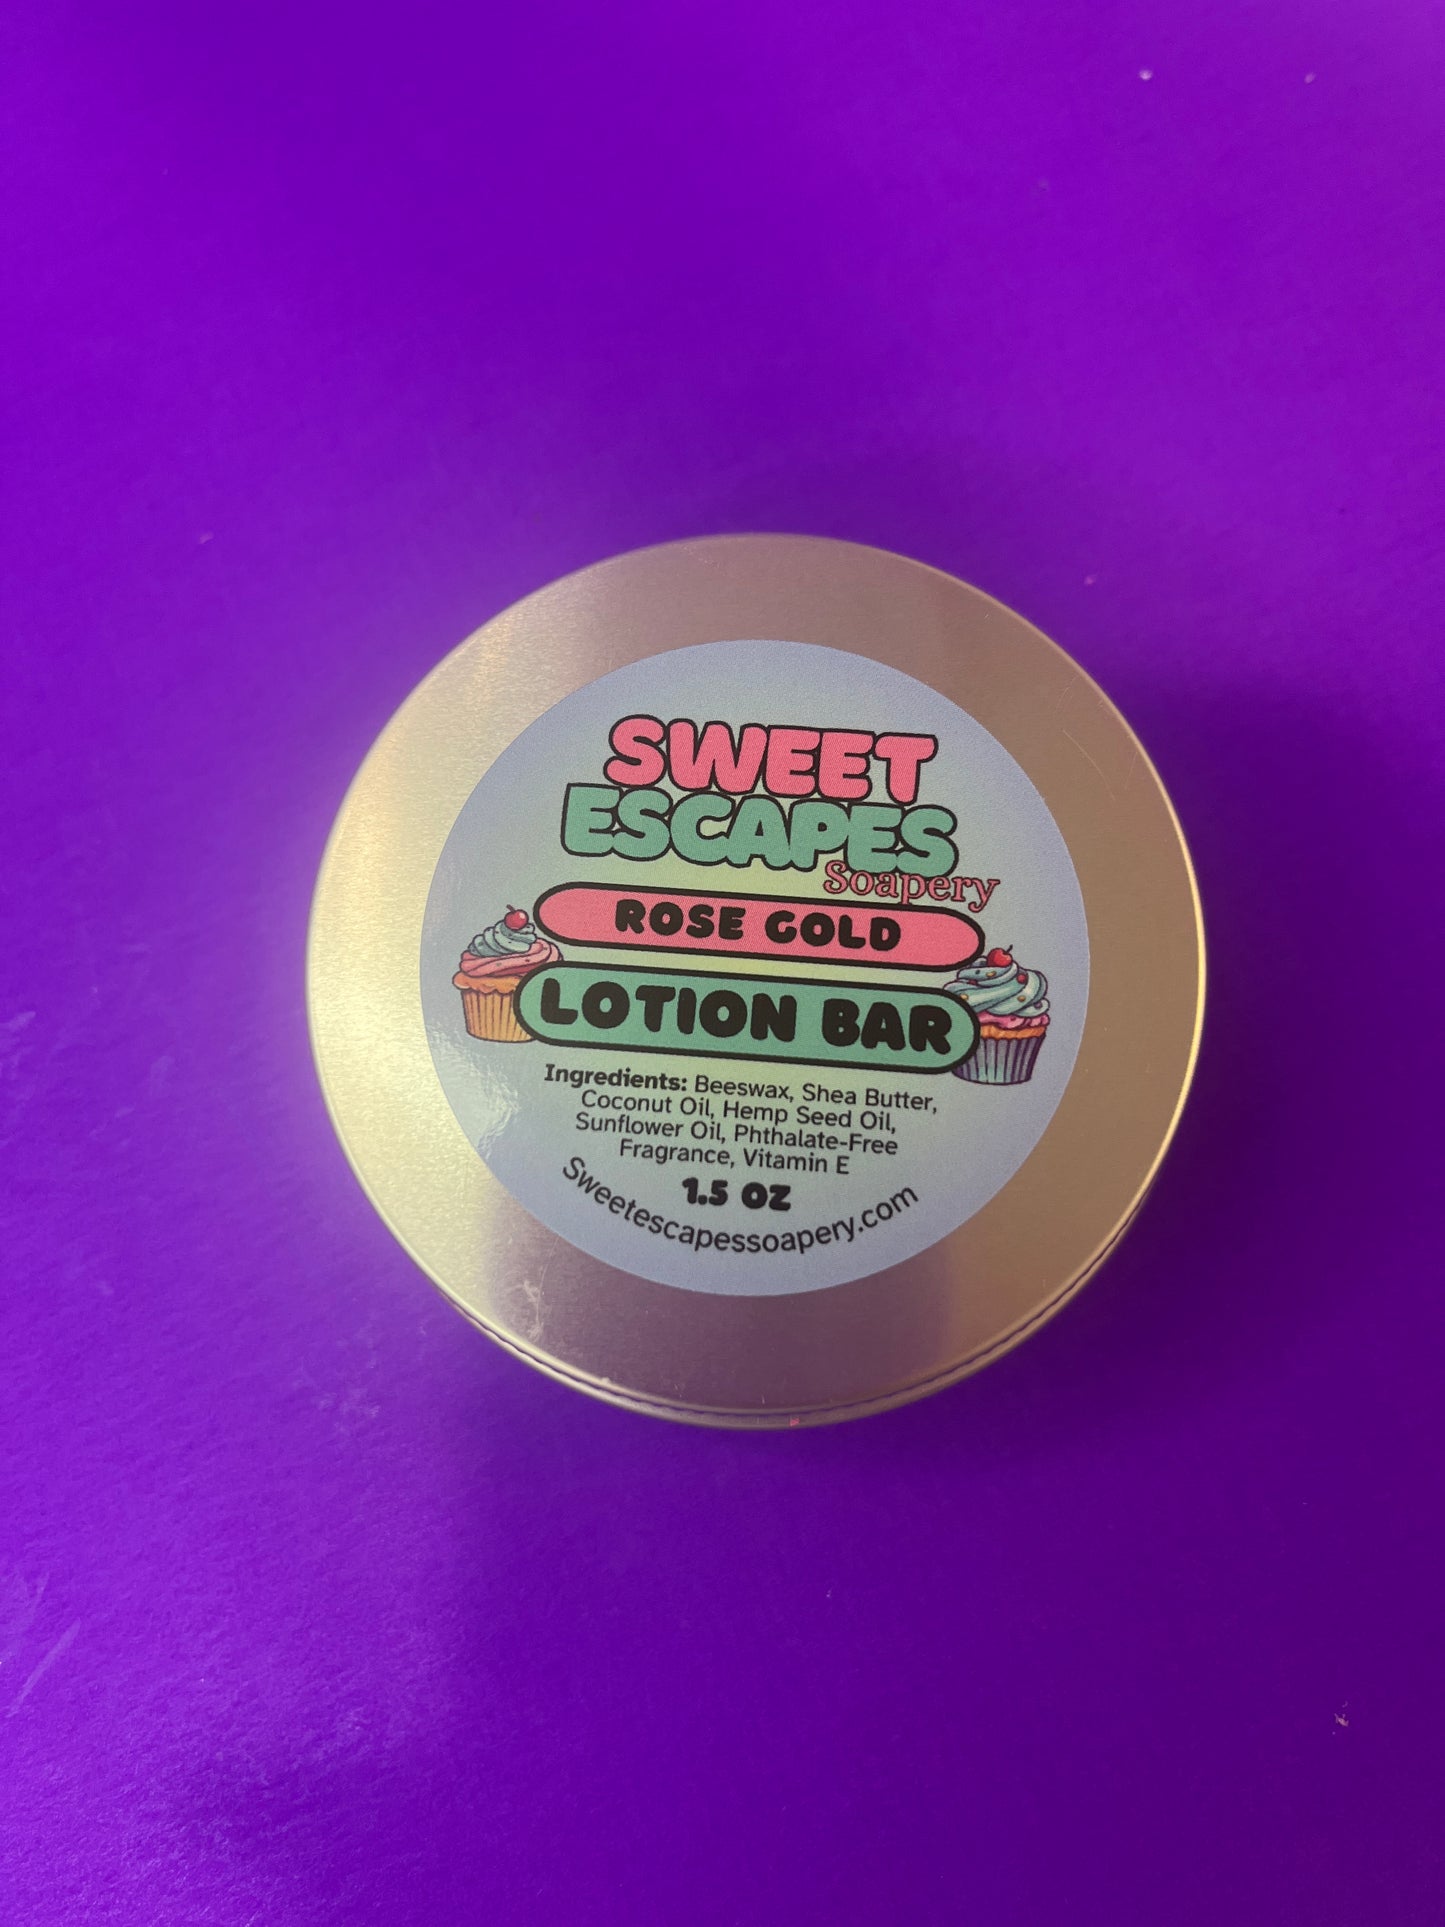 SWEET
ESCAPES
Soapery
ROSE GOLD
LOTION BAR
Ingredients: Beeswax, Shea Butter,
Coconut Oil, Hemp Seed Oil,
Sunflower Oil, Phthalate-Free
Fragrance, Vitamin E
1.5 OZ
Sweetescapessoapery.com